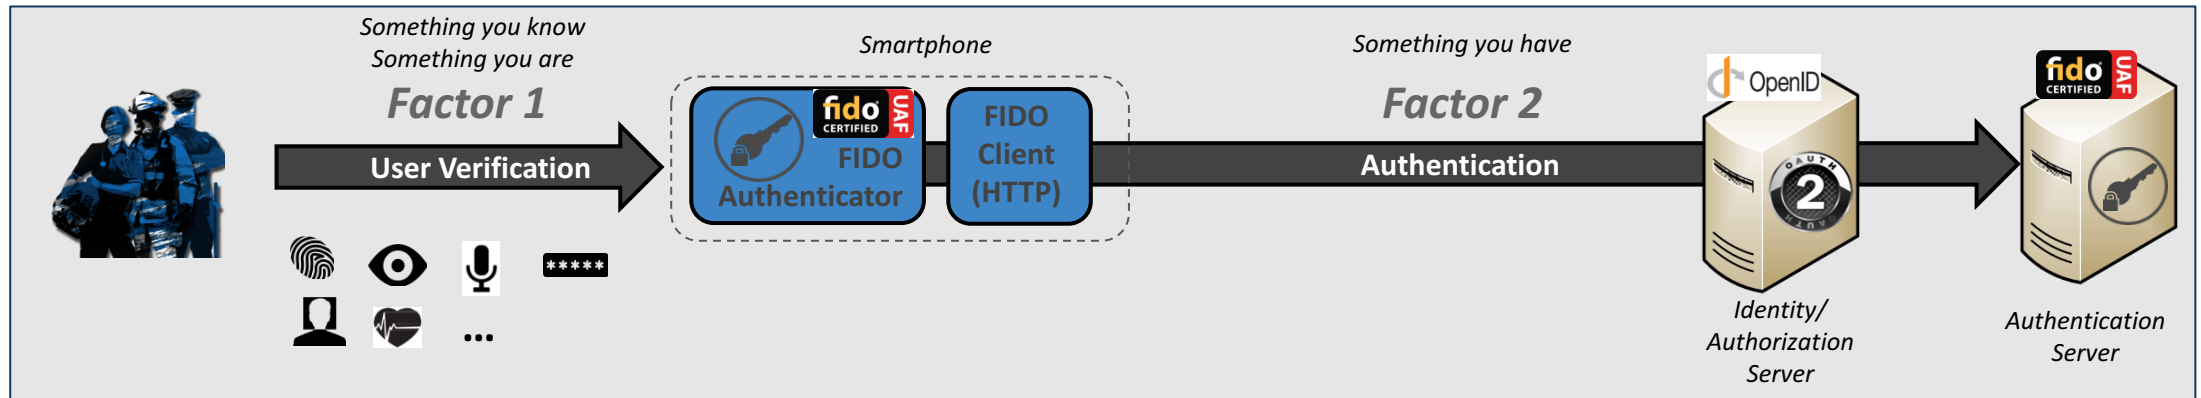 Something you know
Something you are
Factor 1
User Verification
*****
...
Smartphone
fido
CERTIFIED
UAF
FIDO
Authenticator
FIDO
Client
(HTTP)
Something you have
Factor 2
Authentication
OpenID
OAUTH
2
OAUTH
Identity/
Authorization
Server
fido
CERTIFIED
UAF
Authentication
Server